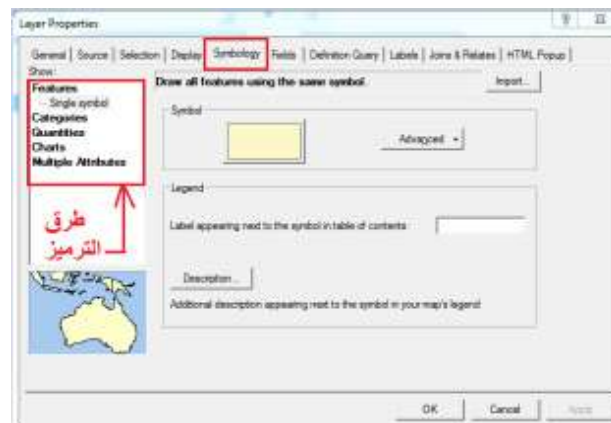 Layer Properties
General | Source | Selection | Display | Symbology | Fields | Definition Query | Labels | Joins & Relates | HTML Popup
Show:
Features
Single symbol
Categories
Quantities
Charts
Multiple Attributes
طرق
الترميز
Draw all features using the same symbol.
Import...
Symbol
Advanced
Legend
Label appearing next to the symbol in table of contents:
Description...
Additional description appearing next to the symbol in your map's legend
OK
Cancel
Apply